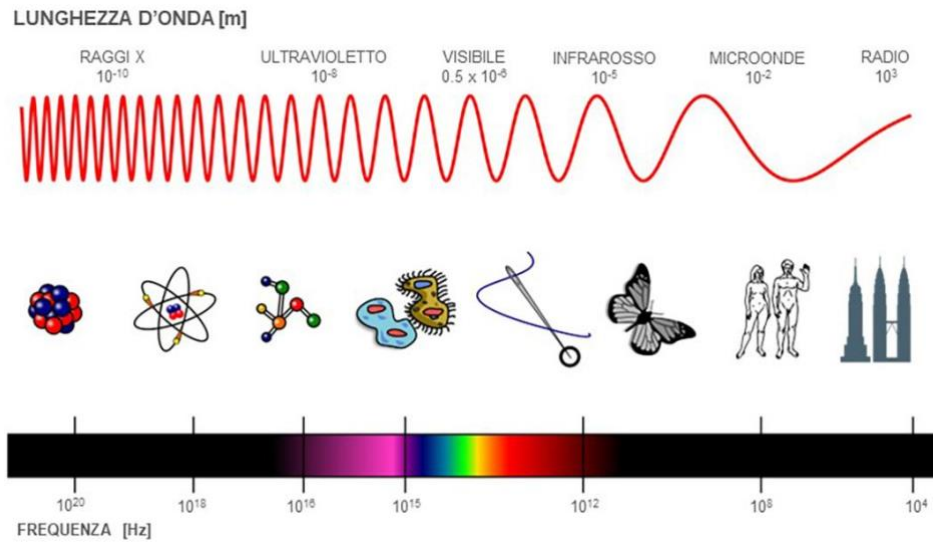 LUNGHEZZA D'ONDA [m]
RAGGI X ULTRAVIOLETTO VISIBILE INFRAROSSO MICROONDE RADIO
10⁻¹⁰ 10⁻⁸ 0.5 x 10⁻⁶ 10⁻⁵ 10⁻² 10³
10²⁰ 10¹⁸ 10¹⁶ 10¹⁵ 10¹² 10⁸ 10⁴
FREQUENZA [Hz]